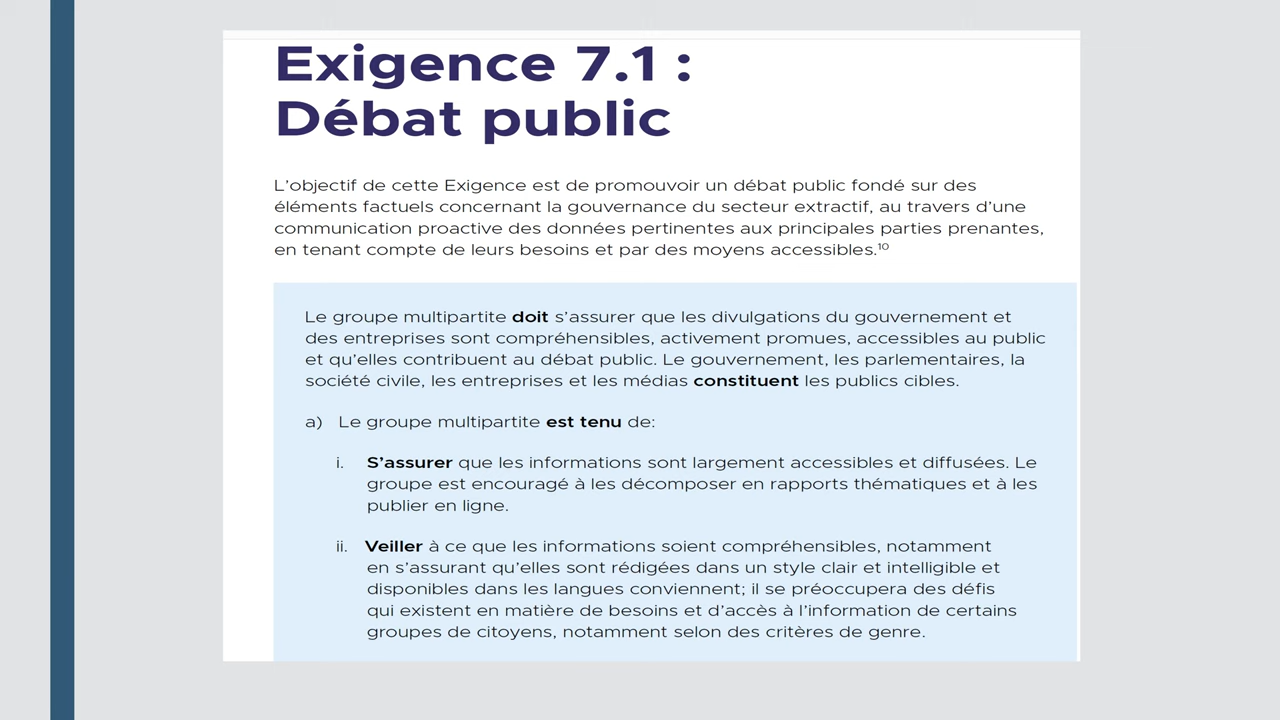 Exigence 7.1 :
Débat public
L’objectif de cette Exigence est de promouvoir un débat public fondé sur des
éléments factuels concernant la gouvernance du secteur extractif, au travers d’une
communication proactive des données pertinentes aux principales parties prenantes,
en tenant compte de leurs besoins et par des moyens accessibles.¹⁰
Le groupe multipartite doit s’assurer que les divulgations du gouvernement et
des entreprises sont compréhensibles, activement promues, accessibles au public
et qu’elles contribuent au débat public. Le gouvernement, les parlementaires, la
société civile, les entreprises et les médias constituent les publics cibles.
a) Le groupe multipartite est tenu de:
i. S’assurer que les informations sont largement accessibles et diffusées. Le
groupe est encouragé à les décomposer en rapports thématiques et à les
publier en ligne.
ii. Veiller à ce que les informations soient compréhensibles, notamment
en s’assurant qu’elles sont rédigées dans un style clair et intelligible et
disponibles dans les langues conviennent; il se préoccupera des défis
qui existent en matière de besoins et d’accès à l’information de certains
groupes de citoyens, notamment selon des critères de genre.